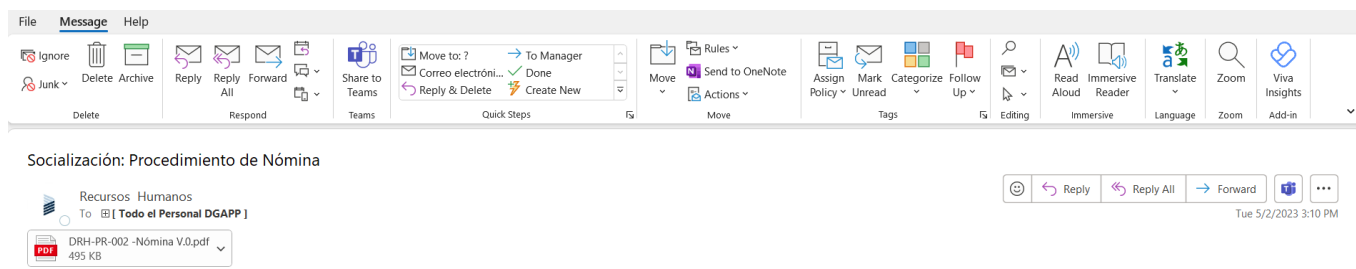 File Message Help
Ignore
Junk
Delete Archive
Delete
Reply Reply All Forward
Respond
Share to Teams
Teams
Move to: ? To Manager
Correo electróni... Done
Reply & Delete Create New
Quick Steps
Move
Rules
Send to OneNote
Actions
Move
Assign Policy Mark Unread Categorize Follow Up
Tags
Editing
Read Aloud Immersive Reader
Immersive
Translate
Language
Zoom
Zoom
Viva Insights
Add-in
Socialización: Procedimiento de Nómina
Recursos Humanos
To [ Todo el Personal DGAPP ]
Reply Reply All Forward
Tue 5/2/2023 3:10 PM
PDF
DRH-PR-002 -Nómina V.0.pdf
495 KB